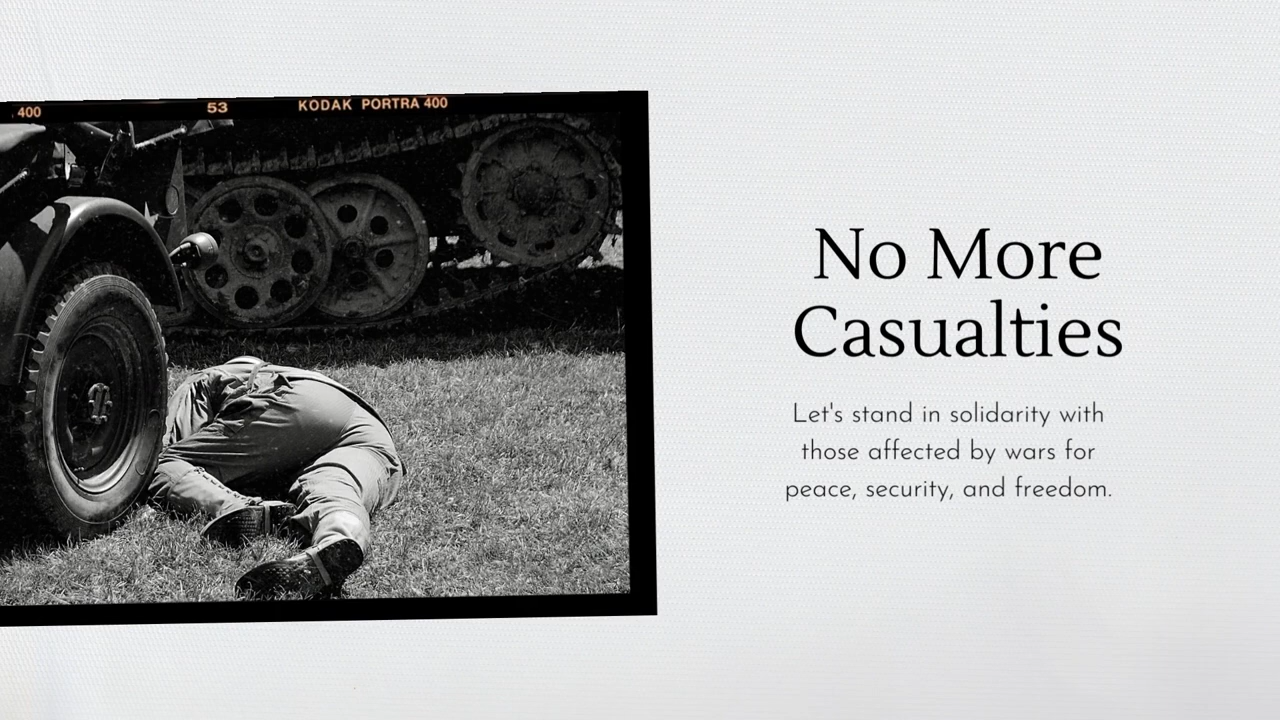 400 53 KODAK PORTRA 400
No More
Casualties
Let's stand in solidarity with
those affected by wars for
peace, security, and freedom.